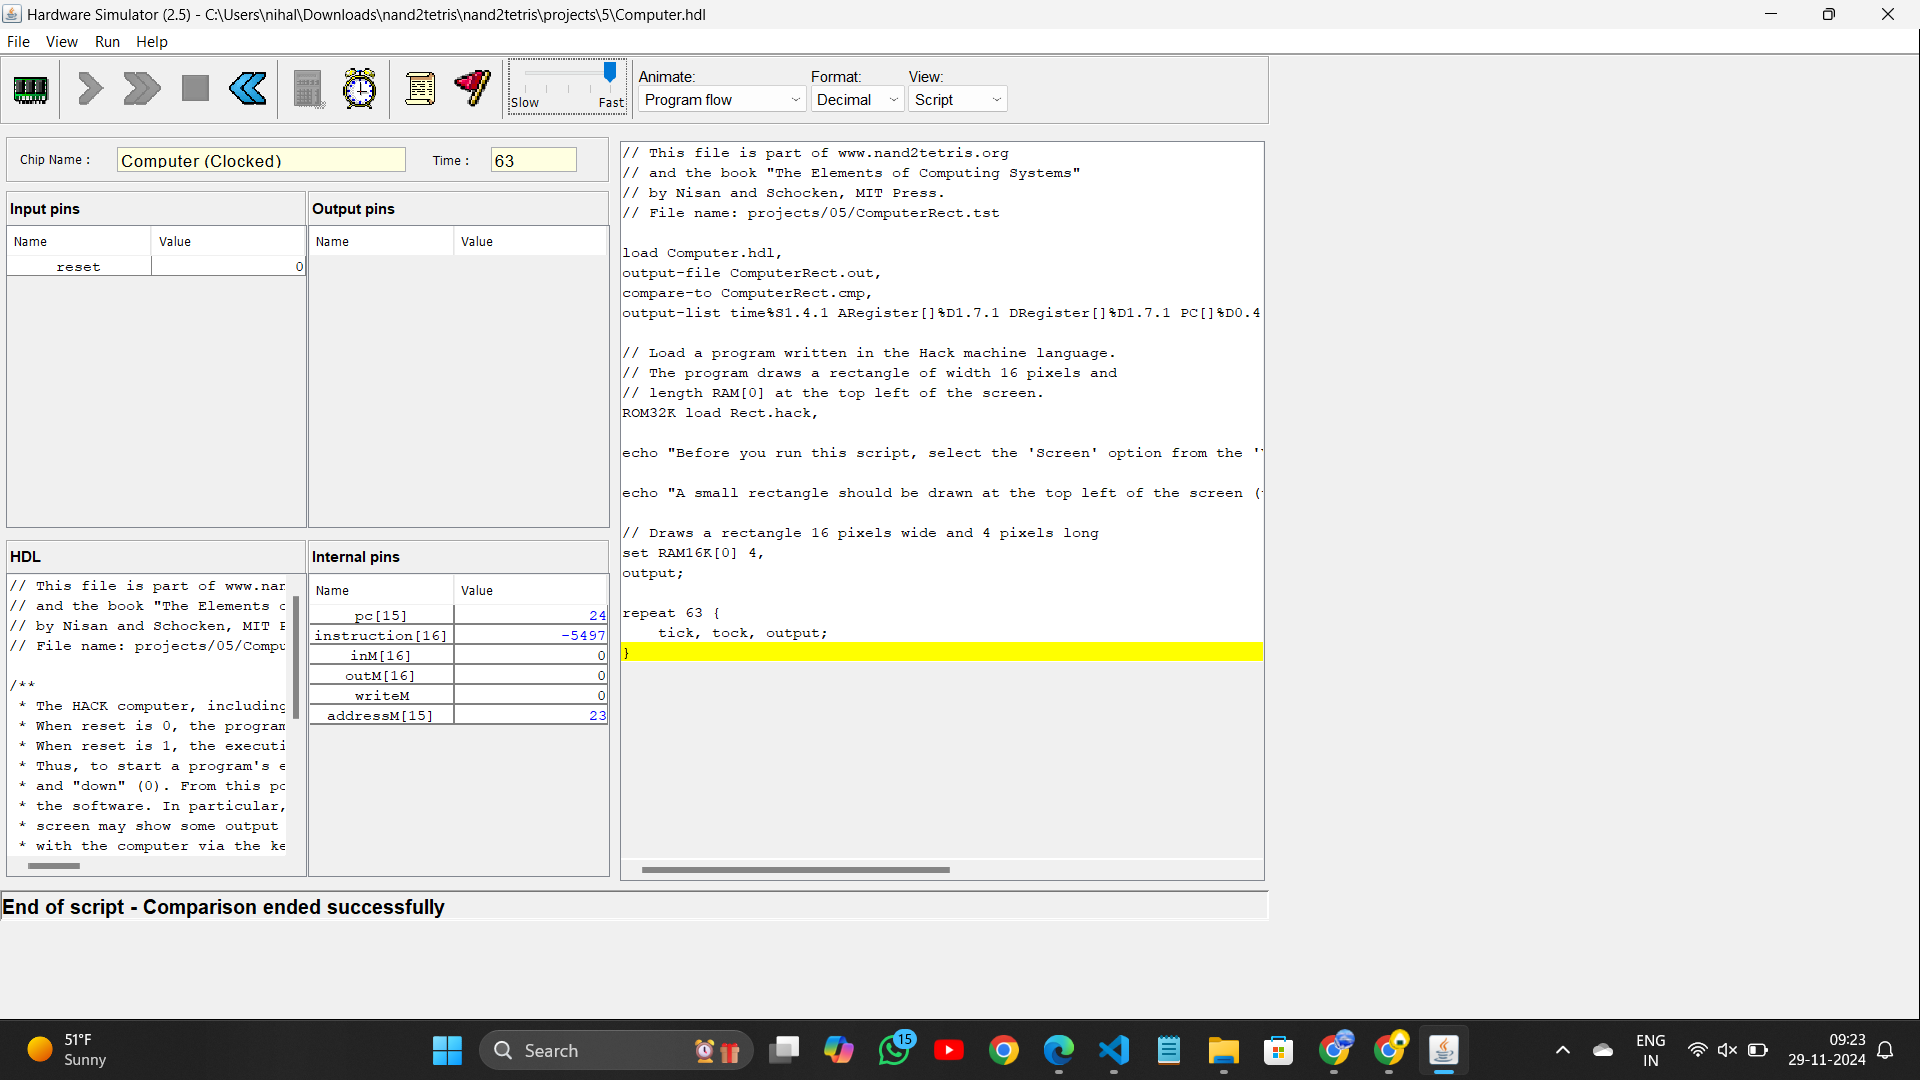 Hardware Simulator (2.5) - C:\Users\nihal\Downloads\nand2tetris\nand2tetris\projects\5\Computer.hdl
File View Run Help
Slow Fast
Animate: Format: View:
Program flow Decimal Script
Chip Name : Computer (Clocked) Time : 63
Input pins
Name Value
reset 0
Output pins
Name Value
HDL
// This file is part of www.nan
// and the book "The Elements o
// by Nisan and Schocken, MIT P
// File name: projects/05/Compu
/**
* The HACK computer, including
* When reset is 0, the program
* When reset is 1, the executi
* Thus, to start a program's e
* and "down" (0). From this po
* the software. In particular,
* screen may show some output
* with the computer via the ke
Internal pins
Name Value
pc[15] 24
instruction[16] -5497
inM[16] 0
outM[16] 0
writeM 0
addressM[15] 23
// This file is part of www.nand2tetris.org
// and the book "The Elements of Computing Systems"
// by Nisan and Schocken, MIT Press.
// File name: projects/05/ComputerRect.tst
load Computer.hdl,
output-file ComputerRect.out,
compare-to ComputerRect.cmp,
output-list time%S1.4.1 ARegister[]%D1.7.1 DRegister[]%D1.7.1 PC[]%D0.4
// Load a program written in the Hack machine language.
// The program draws a rectangle of width 16 pixels and
// length RAM[0] at the top left of the screen.
ROM32K load Rect.hack,
echo "Before you run this script, select the 'Screen' option from the '
echo "A small rectangle should be drawn at the top left of the screen (
// Draws a rectangle 16 pixels wide and 4 pixels long
set RAM16K[0] 4,
output;
repeat 63 {
tick, tock, output;
}
End of script - Comparison ended successfully
51°F
Sunny
Search
15
ENG
IN
09:23
29-11-2024